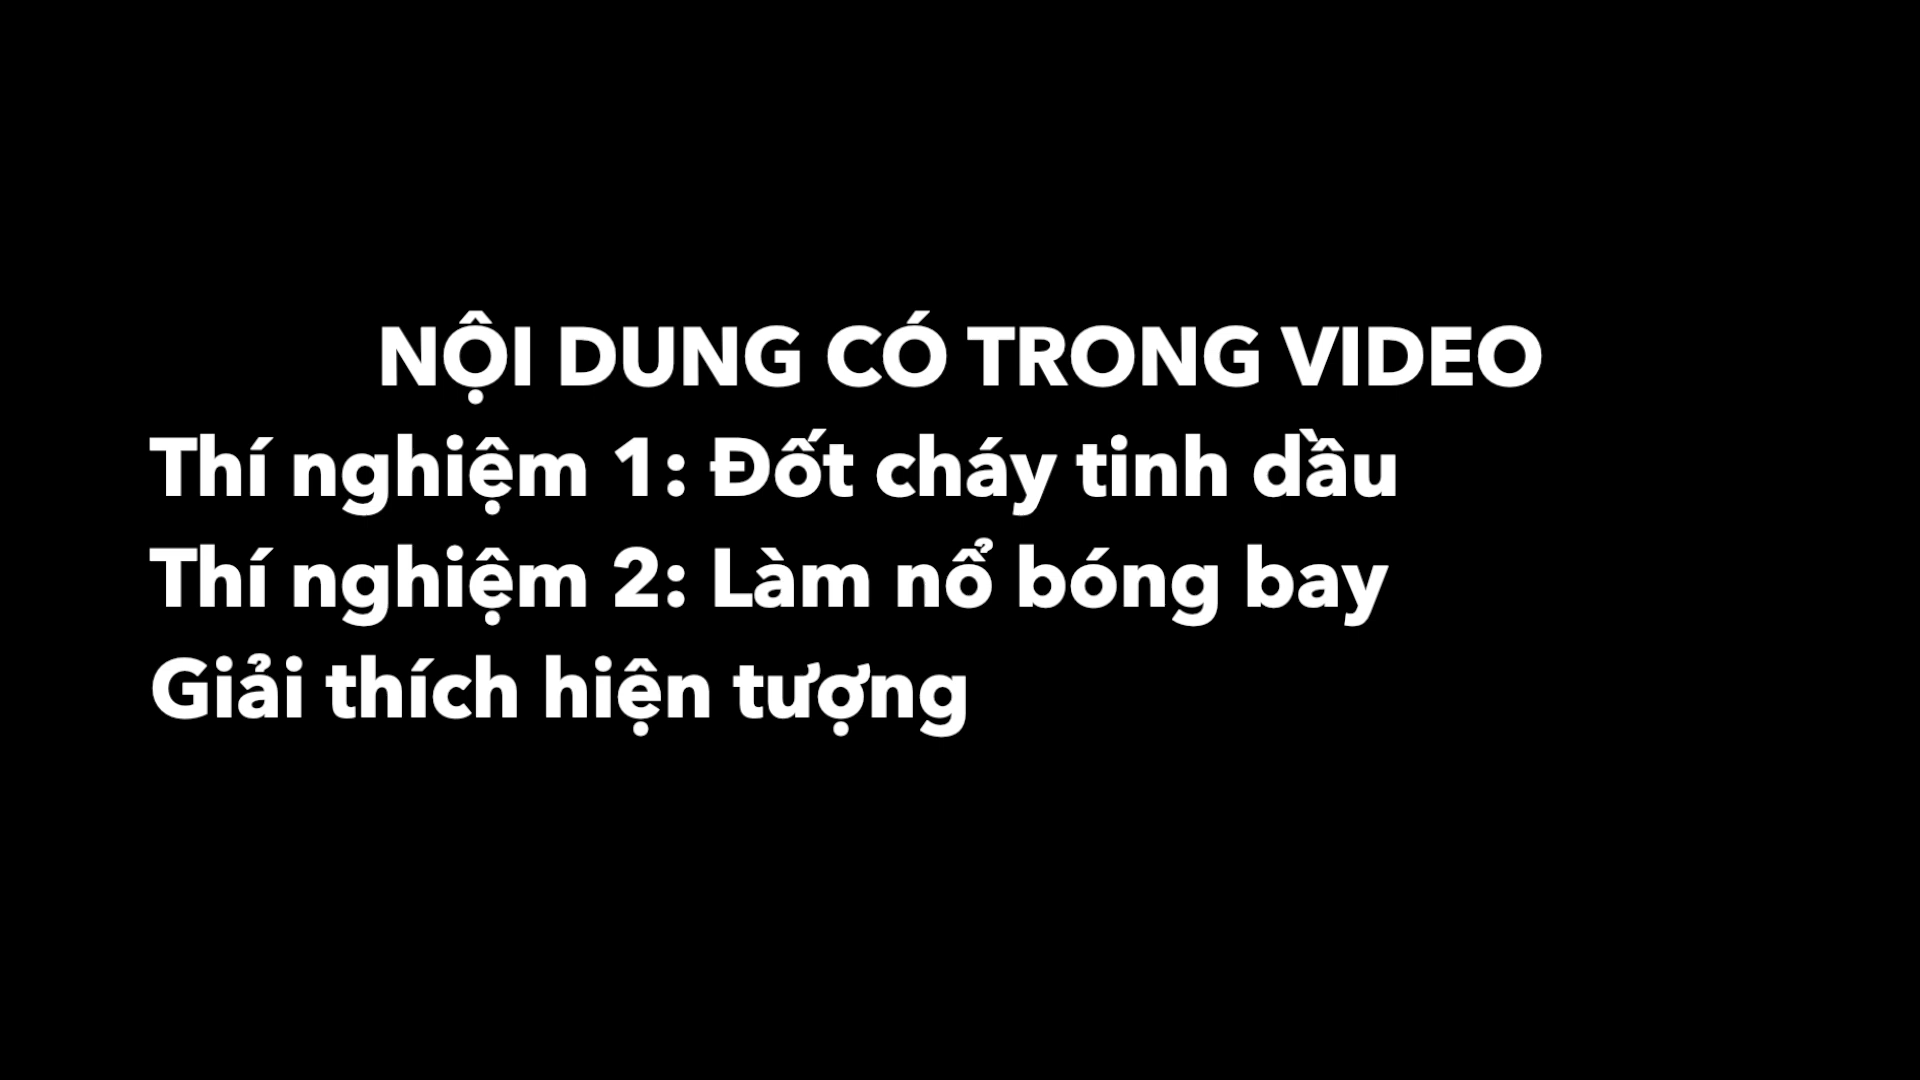 NỘI DUNG CÓ TRONG VIDEO
Thí nghiệm 1: Đốt cháy tinh dầu
Thí nghiệm 2: Làm nổ bóng bay
Giải thích hiện tượng